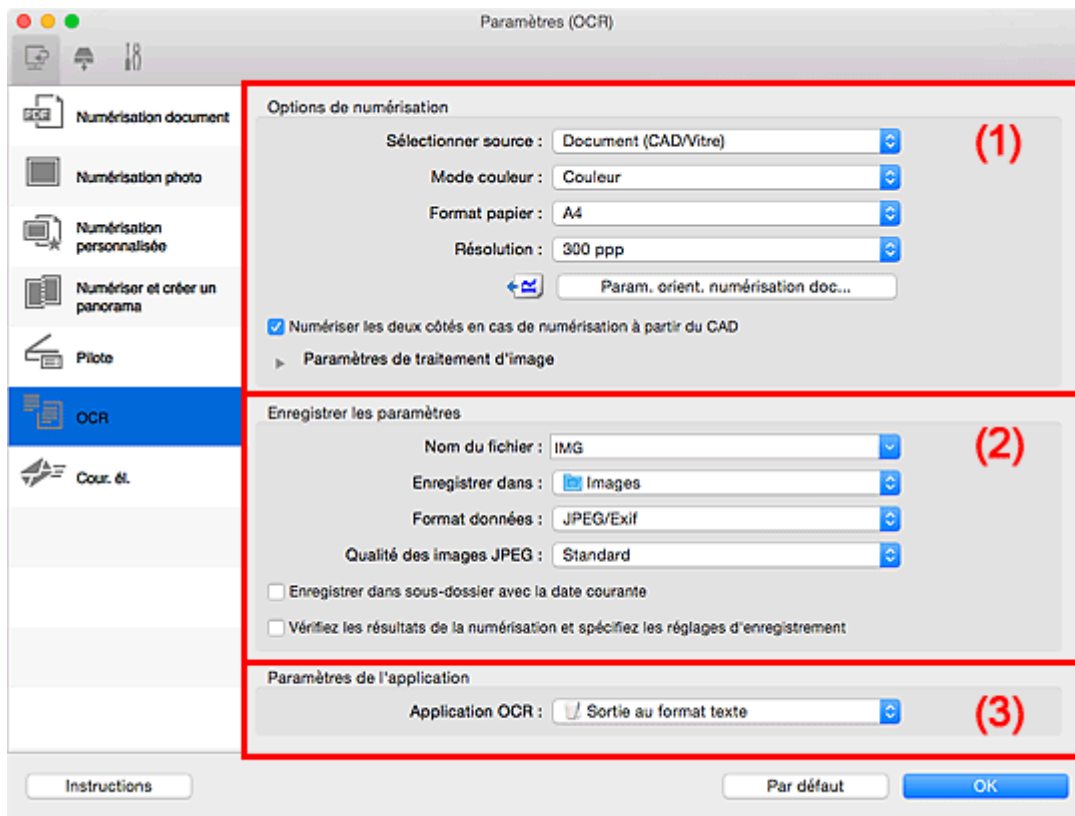 Paramètres (OCR)
Numérisation document
Numérisation photo
Numérisation
personnalisée
Numériser et créer un
panorama
Pilote
OCR
Cour. él.
Options de numérisation
(1)
Sélectionner source : Document (CAD/Vitre)
Mode couleur : Couleur
Format papier : A4
Résolution : 300 ppp
Param. orient. numérisation doc...
Numériser les deux côtés en cas de numérisation à partir du CAD
Paramètres de traitement d'image
Enregistrer les paramètres
(2)
Nom du fichier : IMG
Enregistrer dans : Images
Format données : JPEG/Exif
Qualité des images JPEG : Standard
Enregistrer dans sous-dossier avec la date courante
Vérifiez les résultats de la numérisation et spécifiez les réglages d'enregistrement
Paramètres de l'application
(3)
Application OCR : Sortie au format texte
Instructions
Par défaut
OK